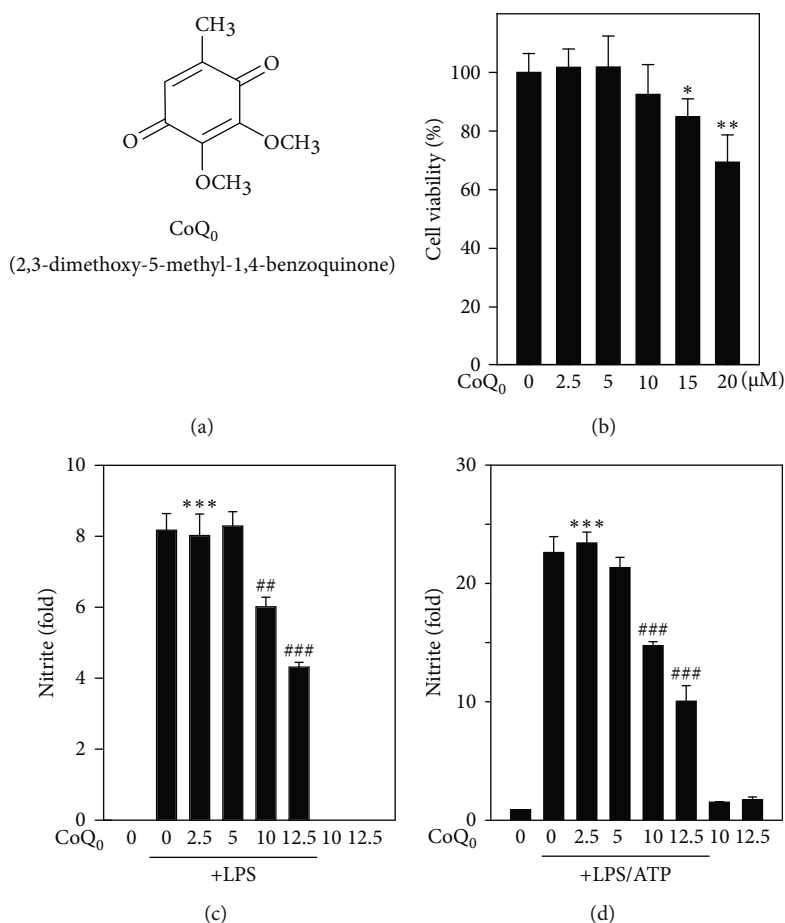 CH3
O
O
OCH3
OCH3
CoQ0
(2,3-dimethoxy-5-methyl-1,4-benzoquinone)
(a)
Cell viability (%)
100
80
60
40
20
0
*
**
CoQ0 0 2.5 5 10 15 20 (µM)
(b)
Nitrite (fold)
10
8
6
4
2
0
***
##
###
CoQ0 0 0 2.5 5 10 12.5 10 12.5
+LPS
(c)
Nitrite (fold)
30
20
10
0
***
###
###
CoQ0 0 0 2.5 5 10 12.5 10 12.5
+LPS/ATP
(d)